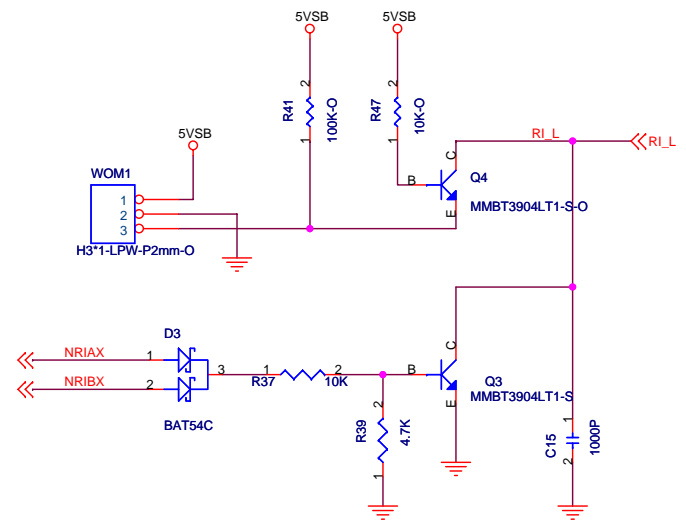 5VSB
5VSB
2
R41
100K-O
1
2
R47
10K-O
1
5VSB
RI_L
RI_L
C
B
Q4
E
MMBT3904LT1-S-O
WOM1
1
2
3
H3*1-LPW-P2mm-O
D3
NRIAX
1
NRIBX
2
3
BAT54C
1
R37
2
10K
C
B
Q3
MMBT3904LT1-S
E
2
R39
4.7K
1
1
C15
1000P
2